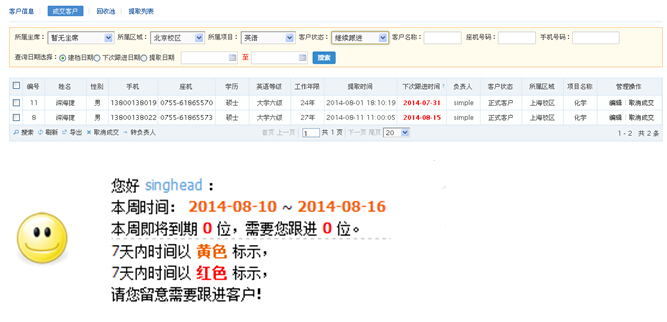 客户信息 成交客户 回收池 提取列表
所属坐席: 暂无坐席 所属区域: 北京校区 所属项目: 英语 客户状态: 继续跟进 客户名称: 座机号码: 手机号码:
查询日期选择: 建档日期 下次跟进日期 提取日期 至 搜索
编号 姓名 性别 手机 座机 学历 英语等级 工作年限 提取时间 下次跟进时间 负责人 客户状态 所属区域 项目名称 管理操作
11 深海捷 男 13800138019 0755-61865570 硕士 大学六级 24年 2014-08-01 18:10:19 2014-07-31 simple 正式客户 上海校区 化学 编辑 | 取消成交
8 深海捷 男 13800138022 0755-61865573 硕士 大学六级 27年 2014-08-11 11:00:05 2014-08-15 simple 正式客户 上海校区 化学 编辑 | 取消成交
搜索 刷新 导出 取消成交 转负责人 首页 上一页 1 共 1 页 下一页 尾页 20 1 - 2 共 2 条
您好 singhead :
本周时间: 2014-08-10 ~ 2014-08-16
本周即将到期 0 位, 需要您跟进 0 位。
7天内时间以 黄色 标示,
7天内时间以 红色 标示,
请您留意需要跟进客户!